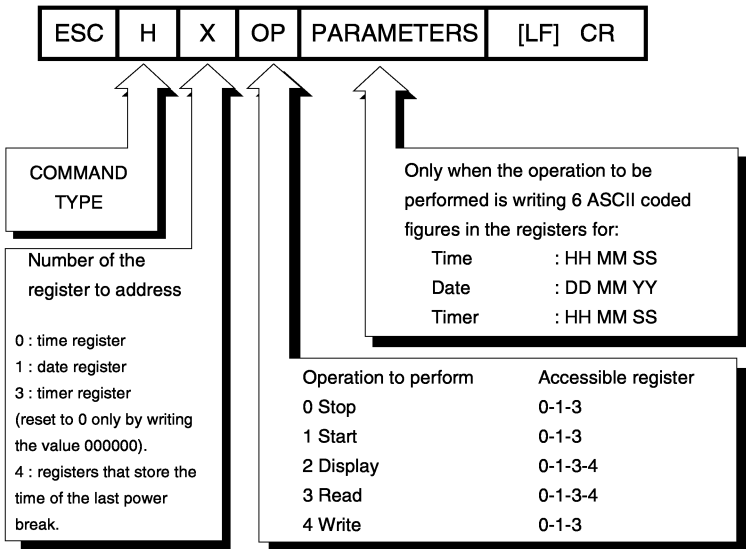 ESC H X OP PARAMETERS [LF] CR
COMMAND
TYPE
Number of the
register to address
0 : time register
1 : date register
3 : timer register
(reset to 0 only by writing
the value 000000).
4 : registers that store the
time of the last power
break.
Only when the operation to be
performed is writing 6 ASCII coded
figures in the registers for:
Time : HH MM SS
Date : DD MM YY
Timer : HH MM SS
Operation to perform Accessible register
0 Stop 0-1-3
1 Start 0-1-3
2 Display 0-1-3-4
3 Read 0-1-3-4
4 Write 0-1-3